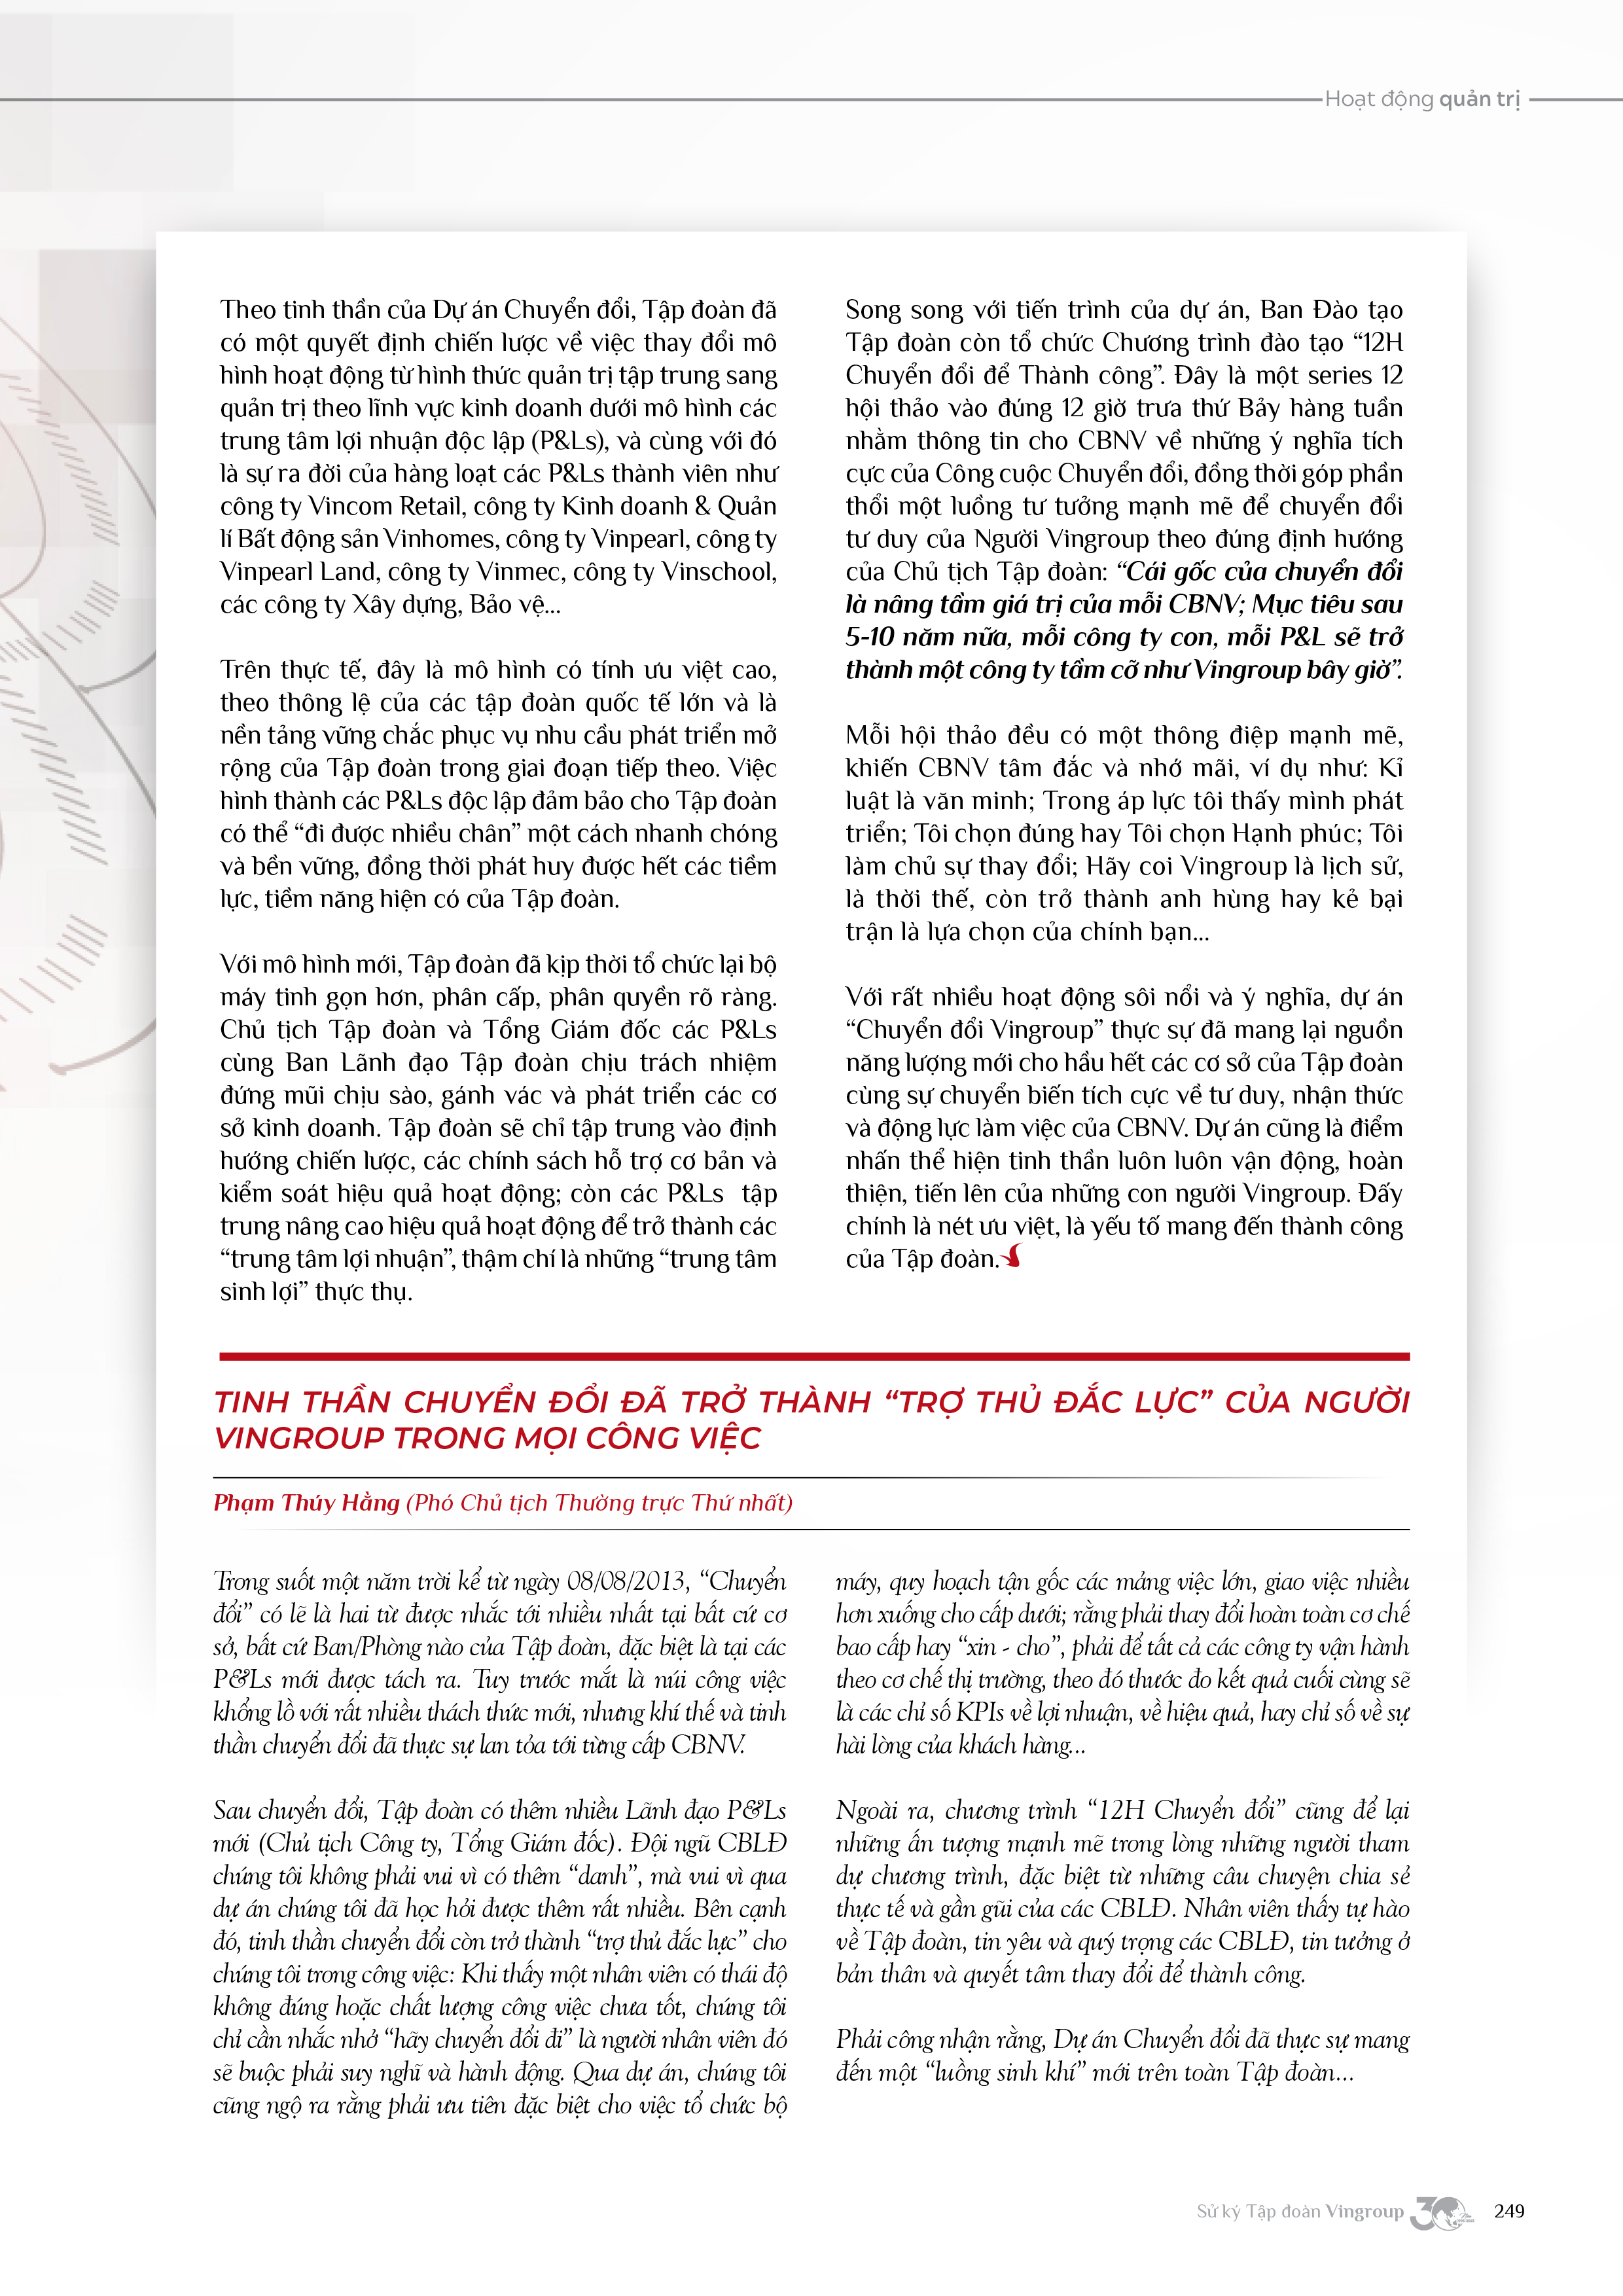 Hoạt động quản trị
Theo tinh thần của Dự án Chuyển đổi, Tập đoàn đã
có một quyết định chiến lược về việc thay đổi mô
hình hoạt động từ hình thức quản trị tập trung sang
quản trị theo lĩnh vực kinh doanh dưới mô hình các
trung tâm lợi nhuận độc lập (P&Ls), và cùng với đó
là sự ra đời của hàng loạt các P&Ls thành viên như
công ty Vincom Retail, công ty Kinh doanh & Quản
lí Bất động sản Vinhomes, công ty Vinpearl, công ty
Vinpearl Land, công ty Vinmec, công ty Vinschool,
các công ty Xây dựng, Bảo vệ...
Trên thực tế, đây là mô hình có tính ưu việt cao,
theo thông lệ của các tập đoàn quốc tế lớn và là
nền tảng vững chắc phục vụ nhu cầu phát triển mở
rộng của Tập đoàn trong giai đoạn tiếp theo. Việc
hình thành các P&Ls độc lập đảm bảo cho Tập đoàn
có thể “đi được nhiều chân” một cách nhanh chóng
và bền vững, đồng thời phát huy được hết các tiềm
lực, tiềm năng hiện có của Tập đoàn.
Với mô hình mới, Tập đoàn đã kịp thời tổ chức lại bộ
máy tinh gọn hơn, phân cấp, phân quyền rõ ràng.
Chủ tịch Tập đoàn và Tổng Giám đốc các P&Ls
cùng Ban Lãnh đạo Tập đoàn chịu trách nhiệm
đứng mũi chịu sào, gánh vác và phát triển các cơ
sở kinh doanh. Tập đoàn sẽ chỉ tập trung vào định
hướng chiến lược, các chính sách hỗ trợ cơ bản và
kiểm soát hiệu quả hoạt động; còn các P&Ls tập
trung nâng cao hiệu quả hoạt động để trở thành các
“trung tâm lợi nhuận”, thậm chí là những “trung tâm
sinh lợi” thực thụ.
Song song với tiến trình của dự án, Ban Đào tạo
Tập đoàn còn tổ chức Chương trình đào tạo “12H
Chuyển đổi để Thành công”. Đây là một series 12
hội thảo vào đúng 12 giờ trưa thứ Bảy hàng tuần
nhằm thông tin cho CBNV về những ý nghĩa tích
cực của Công cuộc Chuyển đổi, đồng thời góp phần
thổi một luồng tư tưởng mạnh mẽ để chuyển đổi
tư duy của Người Vingroup theo đúng định hướng
của Chủ tịch Tập đoàn: “Cái gốc của chuyển đổi
là nâng tầm giá trị của mỗi CBNV; Mục tiêu sau
5-10 năm nữa, mỗi công ty con, mỗi P&L sẽ trở
thành một công ty tầm cỡ như Vingroup bây giờ”.
Mỗi hội thảo đều có một thông điệp mạnh mẽ,
khiến CBNV tâm đắc và nhớ mãi, ví dụ như: Kỉ
luật là văn minh; Trong áp lực tôi thấy mình phát
triển; Tôi chọn đúng hay Tôi chọn Hạnh phúc; Tôi
làm chủ sự thay đổi; Hãy coi Vingroup là lịch sử,
là thời thế, còn trở thành anh hùng hay kẻ bại
trận là lựa chọn của chính bạn...
Với rất nhiều hoạt động sôi nổi và ý nghĩa, dự án
“Chuyển đổi Vingroup” thực sự đã mang lại nguồn
năng lượng mới cho hầu hết các cơ sở của Tập đoàn
cùng sự chuyển biến tích cực về tư duy, nhận thức
và động lực làm việc của CBNV. Dự án cũng là điểm
nhấn thể hiện tinh thần luôn luôn vận động, hoàn
thiện, tiến lên của những con người Vingroup. Đấy
chính là nét ưu việt, là yếu tố mang đến thành công
của Tập đoàn.
TINH THẦN CHUYỂN ĐỔI ĐÃ TRỞ THÀNH “TRỢ THỦ ĐẮC LỰC” CỦA NGƯỜI
VINGROUP TRONG MỌI CÔNG VIỆC
Phạm Thúy Hằng (Phó Chủ tịch Thường trực Thứ nhất)
Trong suốt một năm trời kể từ ngày 08/08/2013, “Chuyển
đổi” có lẽ là hai từ được nhắc tới nhiều nhất tại bất cứ cơ
sở, bất cứ Ban/Phòng nào của Tập đoàn, đặc biệt là tại các
P&Ls mới được tách ra. Tuy trước mắt là núi công việc
khổng lồ với rất nhiều thách thức mới, nhưng khí thế và tinh
thần chuyển đổi đã thực sự lan tỏa tới từng cấp CBNV.
Sau chuyển đổi, Tập đoàn có thêm nhiều Lãnh đạo P&Ls
mới (Chủ tịch Công ty, Tổng Giám đốc). Đội ngũ CBLĐ
chúng tôi không phải vui vì có thêm “danh”, mà vui vì qua
dự án chúng tôi đã học hỏi được thêm rất nhiều. Bên cạnh
đó, tinh thần chuyển đổi còn trở thành “trợ thủ đắc lực” cho
chúng tôi trong công việc: Khi thấy một nhân viên có thái độ
không đúng hoặc chất lượng công việc chưa tốt, chúng tôi
chỉ cần nhắc nhở “hãy chuyển đổi đi” là người nhân viên đó
sẽ buộc phải suy nghĩ và hành động. Qua dự án, chúng tôi
cũng ngộ ra rằng phải ưu tiên đặc biệt cho việc tổ chức bộ
máy, quy hoạch tận gốc các mảng việc lớn, giao việc nhiều
hơn xuống cho cấp dưới; rằng phải thay đổi hoàn toàn cơ chế
bao cấp hay “xin - cho”, phải để tất cả các công ty vận hành
theo cơ chế thị trường, theo đó thước đo kết quả cuối cùng sẽ
là các chỉ số KPIs về lợi nhuận, về hiệu quả, hay chỉ số về sự
hài lòng của khách hàng...
Ngoài ra, chương trình “12H Chuyển đổi” cũng để lại
những ấn tượng mạnh mẽ trong lòng những người tham
dự chương trình, đặc biệt từ những câu chuyện chia sẻ
thực tế và gần gũi của các CBLĐ. Nhân viên thấy tự hào
về Tập đoàn, tin yêu và quý trọng các CBLĐ, tin tưởng ở
bản thân và quyết tâm thay đổi để thành công.
Phải công nhận rằng, Dự án Chuyển đổi đã thực sự mang
đến một “luồng sinh khí” mới trên toàn Tập đoàn...
Sử ký Tập đoàn Vingroup 30 249